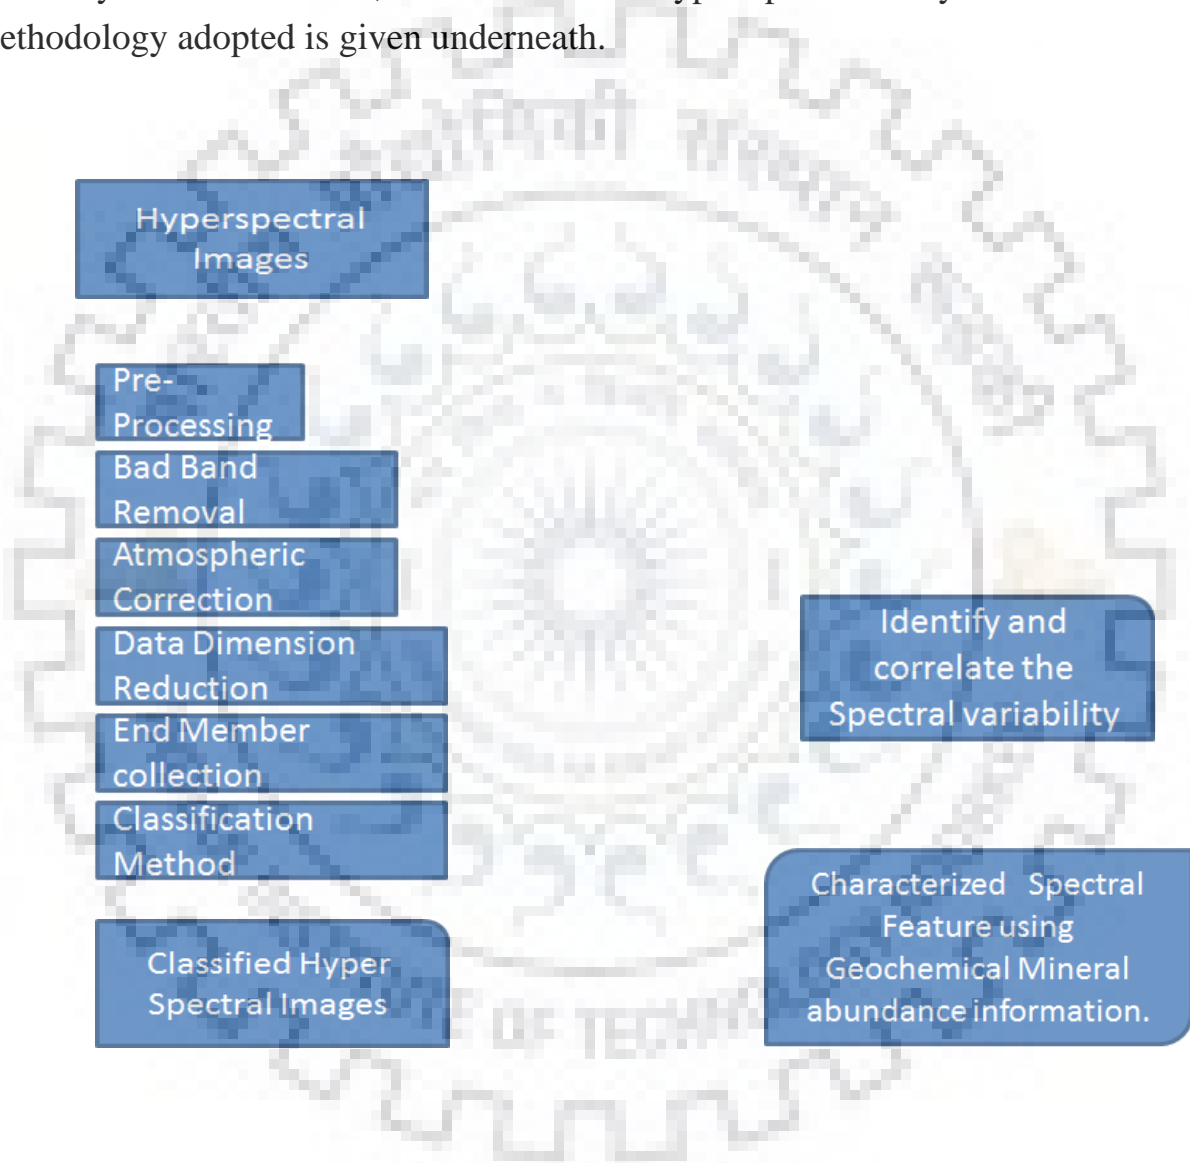 ethodology adopted is given underneath.
Hyperspectral
Images
Pre-
Processing
Bad Band
Removal
Atmospheric
Correction
Data Dimension
Reduction
End Member
collection
Classification
Method
Classified Hyper
Spectral Images
Identify and
correlate the
Spectral variability
Characterized Spectral
Feature using
Geochemical Mineral
abundance information.
OF TECHN